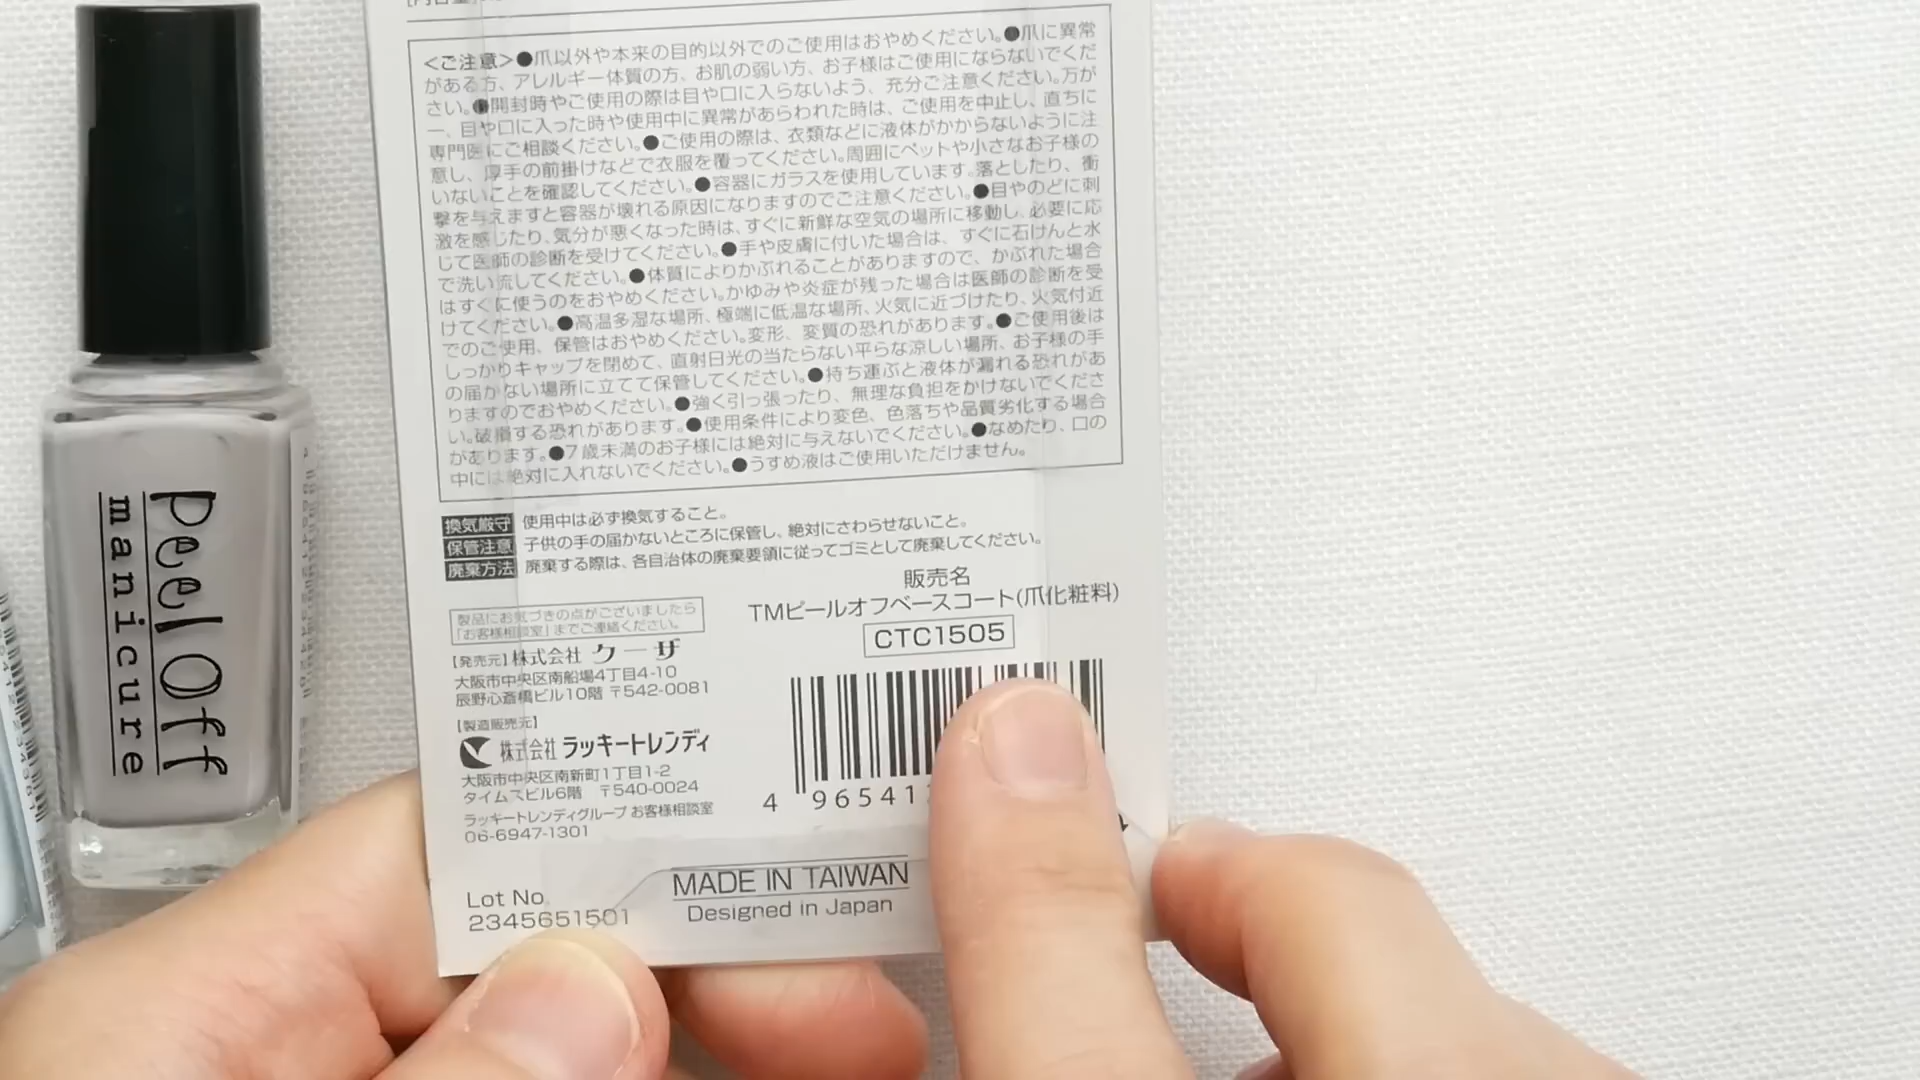 ＜ご注意＞●爪以外や本来の目的以外でのご使用はおやめください。●爪に異常
がある方、アレルギー体質の方、お肌の弱い方、お子様はご使用にならないでくだ
さい。●開封時やご使用の際は目や口に入らないよう、充分ご注意ください。万が
一、目や口に入った時や使用中に異常があらわれた時は、ご使用を中止し、直ちに
専門医にご相談ください。●ご使用の際は、衣類などに液体がかからないように注
意し、厚手の前掛けなどで衣服を覆ってください。周囲にペットや小さなお子様の
いないことを確認してください。●容器にガラスを使用しています。落としたり、衝
撃を与えますと容器が壊れる原因になりますのでご注意ください。●目やのどに刺
激を感じたり、気分が悪くなった時は、すぐに新鮮な空気の場所に移動し、必要に応
じて医師の診断を受けてください。●手や皮膚に付いた場合は、すぐに石けんと水
で洗い流してください。●体質によりかぶれることがありますので、かぶれた場合
はすぐに使うのをおやめください。かゆみや炎症が残った場合は医師の診断を受
けてください。●高温多湿な場所、極端に低温な場所、火気に近づけたり、火気付近
でのご使用、保管はおやめください。変形、変質の恐れがあります。●ご使用後は
しっかりキャップを閉めて、直射日光の当たらない平らな涼しい場所、お子様の手
の届かない場所に立てて保管してください。●持ち運ぶと液体が漏れる恐れがあ
りますのでおやめください。●強く引っ張ったり、無理な負担をかけないでくださ
い。破損する恐れがあります。●使用条件により変色、色落ちや品質劣化する場合
があります。●7歳未満のお子様には絶対に与えないでください。●なめたり、口の
中には絶対に入れないでください。●うすめ液はご使用いただけません。
換気厳守 使用中は必ず換気すること。
保管注意 子供の手の届かないところに保管し、絶対にさわらせないこと。
廃棄方法 廃棄する際は、各自治体の廃棄要領に従ってゴミとして廃棄してください。
販売名
TMピールオフベースコート(爪化粧料)
CTC1505
製品にお気づきの点がございましたら
「お客様相談室」までご連絡ください。
【発売元】株式会社 クーザ
大阪市中央区南船場4丁目4-10
辰野心斎橋ビル10階 〒542-0081
【製造販売元】
株式会社 ラッキートレンディ
大阪市中央区南新町1丁目1-2
タイムスビル6階 〒540-0024
ラッキートレンディグループ お客様相談室
06-6947-1301
4 96541
Lot No.
2345651501
MADE IN TAIWAN
Designed in Japan
Peel Off
manicure